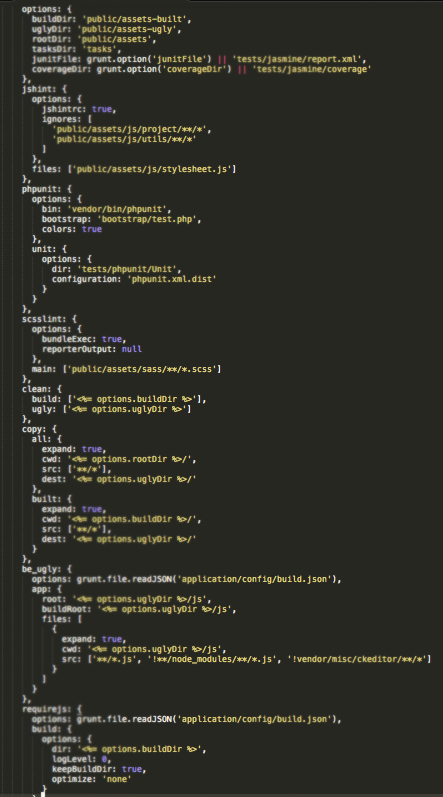 options: {
buildDir: 'public/assets-built',
uglyDir: 'public/assets-ugly',
rootDir: 'public/assets',
tasksDir: 'tasks',
junitFile: grunt.option('junitFile') || 'tests/jasmine/report.xml',
coverageDir: grunt.option('coverageDir') || 'tests/jasmine/coverage'
},
jshint: {
options: {
jshintrc: true,
ignores: [
'public/assets/js/project/**/*',
'public/assets/js/utils/**/*'
]
},
files: ['public/assets/js/stylesheet.js']
},
phpunit: {
options: {
bin: 'vendor/bin/phpunit',
bootstrap: 'bootstrap/test.php',
colors: true
},
unit: {
options: {
dir: 'tests/phpunit/Unit',
configuration: 'phpunit.xml.dist'
}
}
},
scsslint: {
options: {
bundleExec: true,
reporterOutput: null
},
main: ['public/assets/sass/**/*.scss']
},
clean: {
build: ['<%= options.buildDir %>'],
ugly: ['<%= options.uglyDir %>']
},
copy: {
all: {
expand: true,
cwd: '<%= options.rootDir %>/',
src: ['**/*'],
dest: '<%= options.uglyDir %>/'
},
built: {
expand: true,
cwd: '<%= options.buildDir %>/',
src: ['**/*'],
dest: '<%= options.uglyDir %>/'
}
},
be_ugly: {
options: grunt.file.readJSON('application/config/build.json'),
app: {
root: '<%= options.uglyDir %>/js',
buildRoot: '<%= options.uglyDir %>/js',
files: [
{
expand: true,
cwd: '<%= options.uglyDir %>/js',
src: ['**/*.js', '!**/node_modules/**/*.js', '!vendor/misc/ckeditor/**/*']
}
]
}
},
requirejs: {
options: grunt.file.readJSON('application/config/build.json'),
build: {
options: {
dir: '<%= options.buildDir %>',
logLevel: 0,
keepBuildDir: true,
optimize: 'none'
}